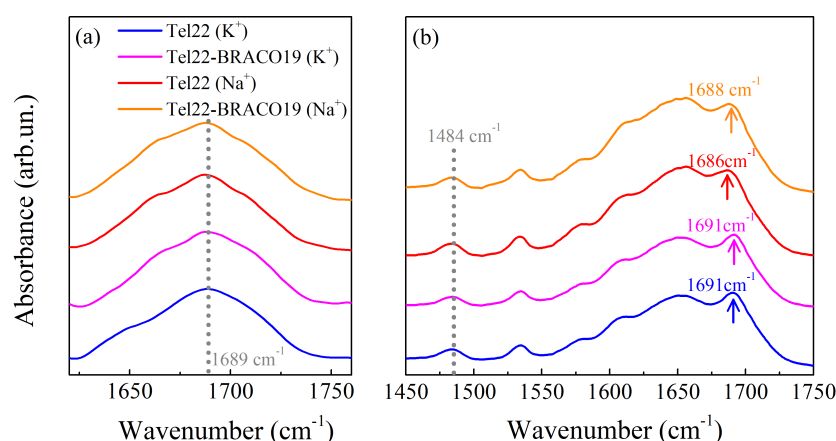 (a)
Tel22 (K⁺)
Tel22-BRACO19 (K⁺)
Tel22 (Na⁺)
Tel22-BRACO19 (Na⁺)
1689 cm⁻¹
1650 1700 1750
Wavenumber (cm⁻¹)
Absorbance (arb.un.)
(b)
1484 cm⁻¹
1688 cm⁻¹
1686cm⁻¹
1691cm⁻¹
1691cm⁻¹
1450 1500 1550 1600 1650 1700 1750
Wavenumber (cm⁻¹)